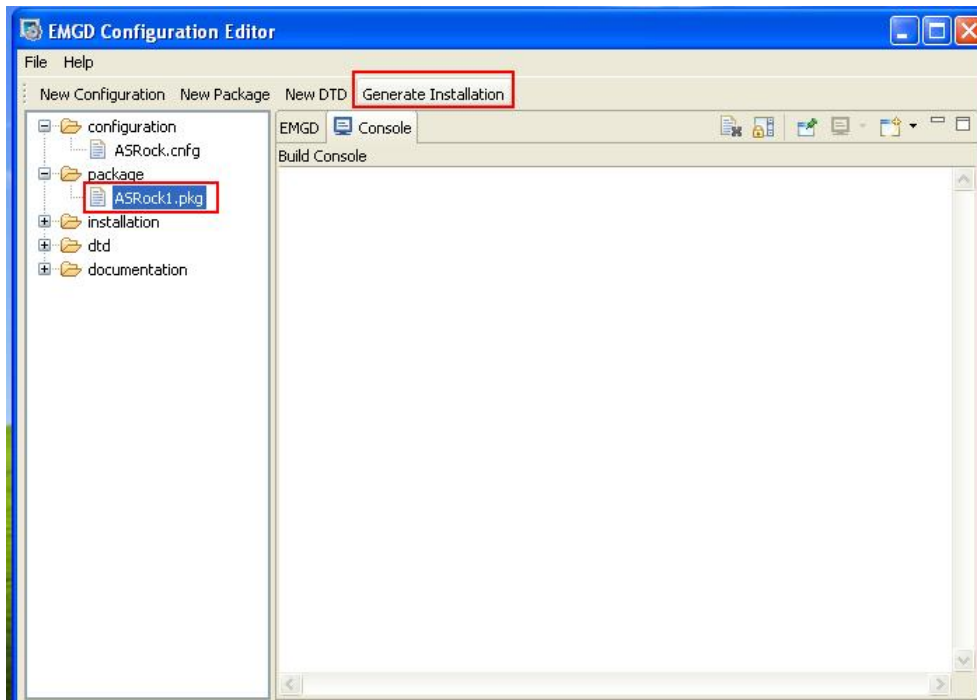 EMGD Configuration Editor
File Help
New Configuration New Package New DTD Generate Installation
configuration
ASRock.cnfg
package
ASRock1.pkg
installation
dtd
documentation
EMGD Console
Build Console